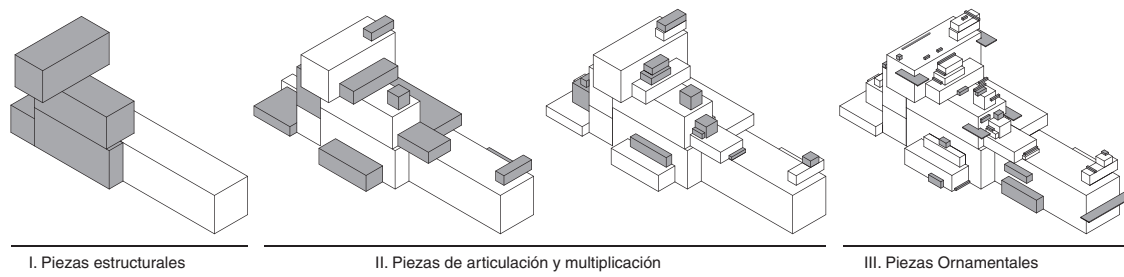 I. Piezas estructurales
II. Piezas de articulación y multiplicación
III. Piezas Ornamentales